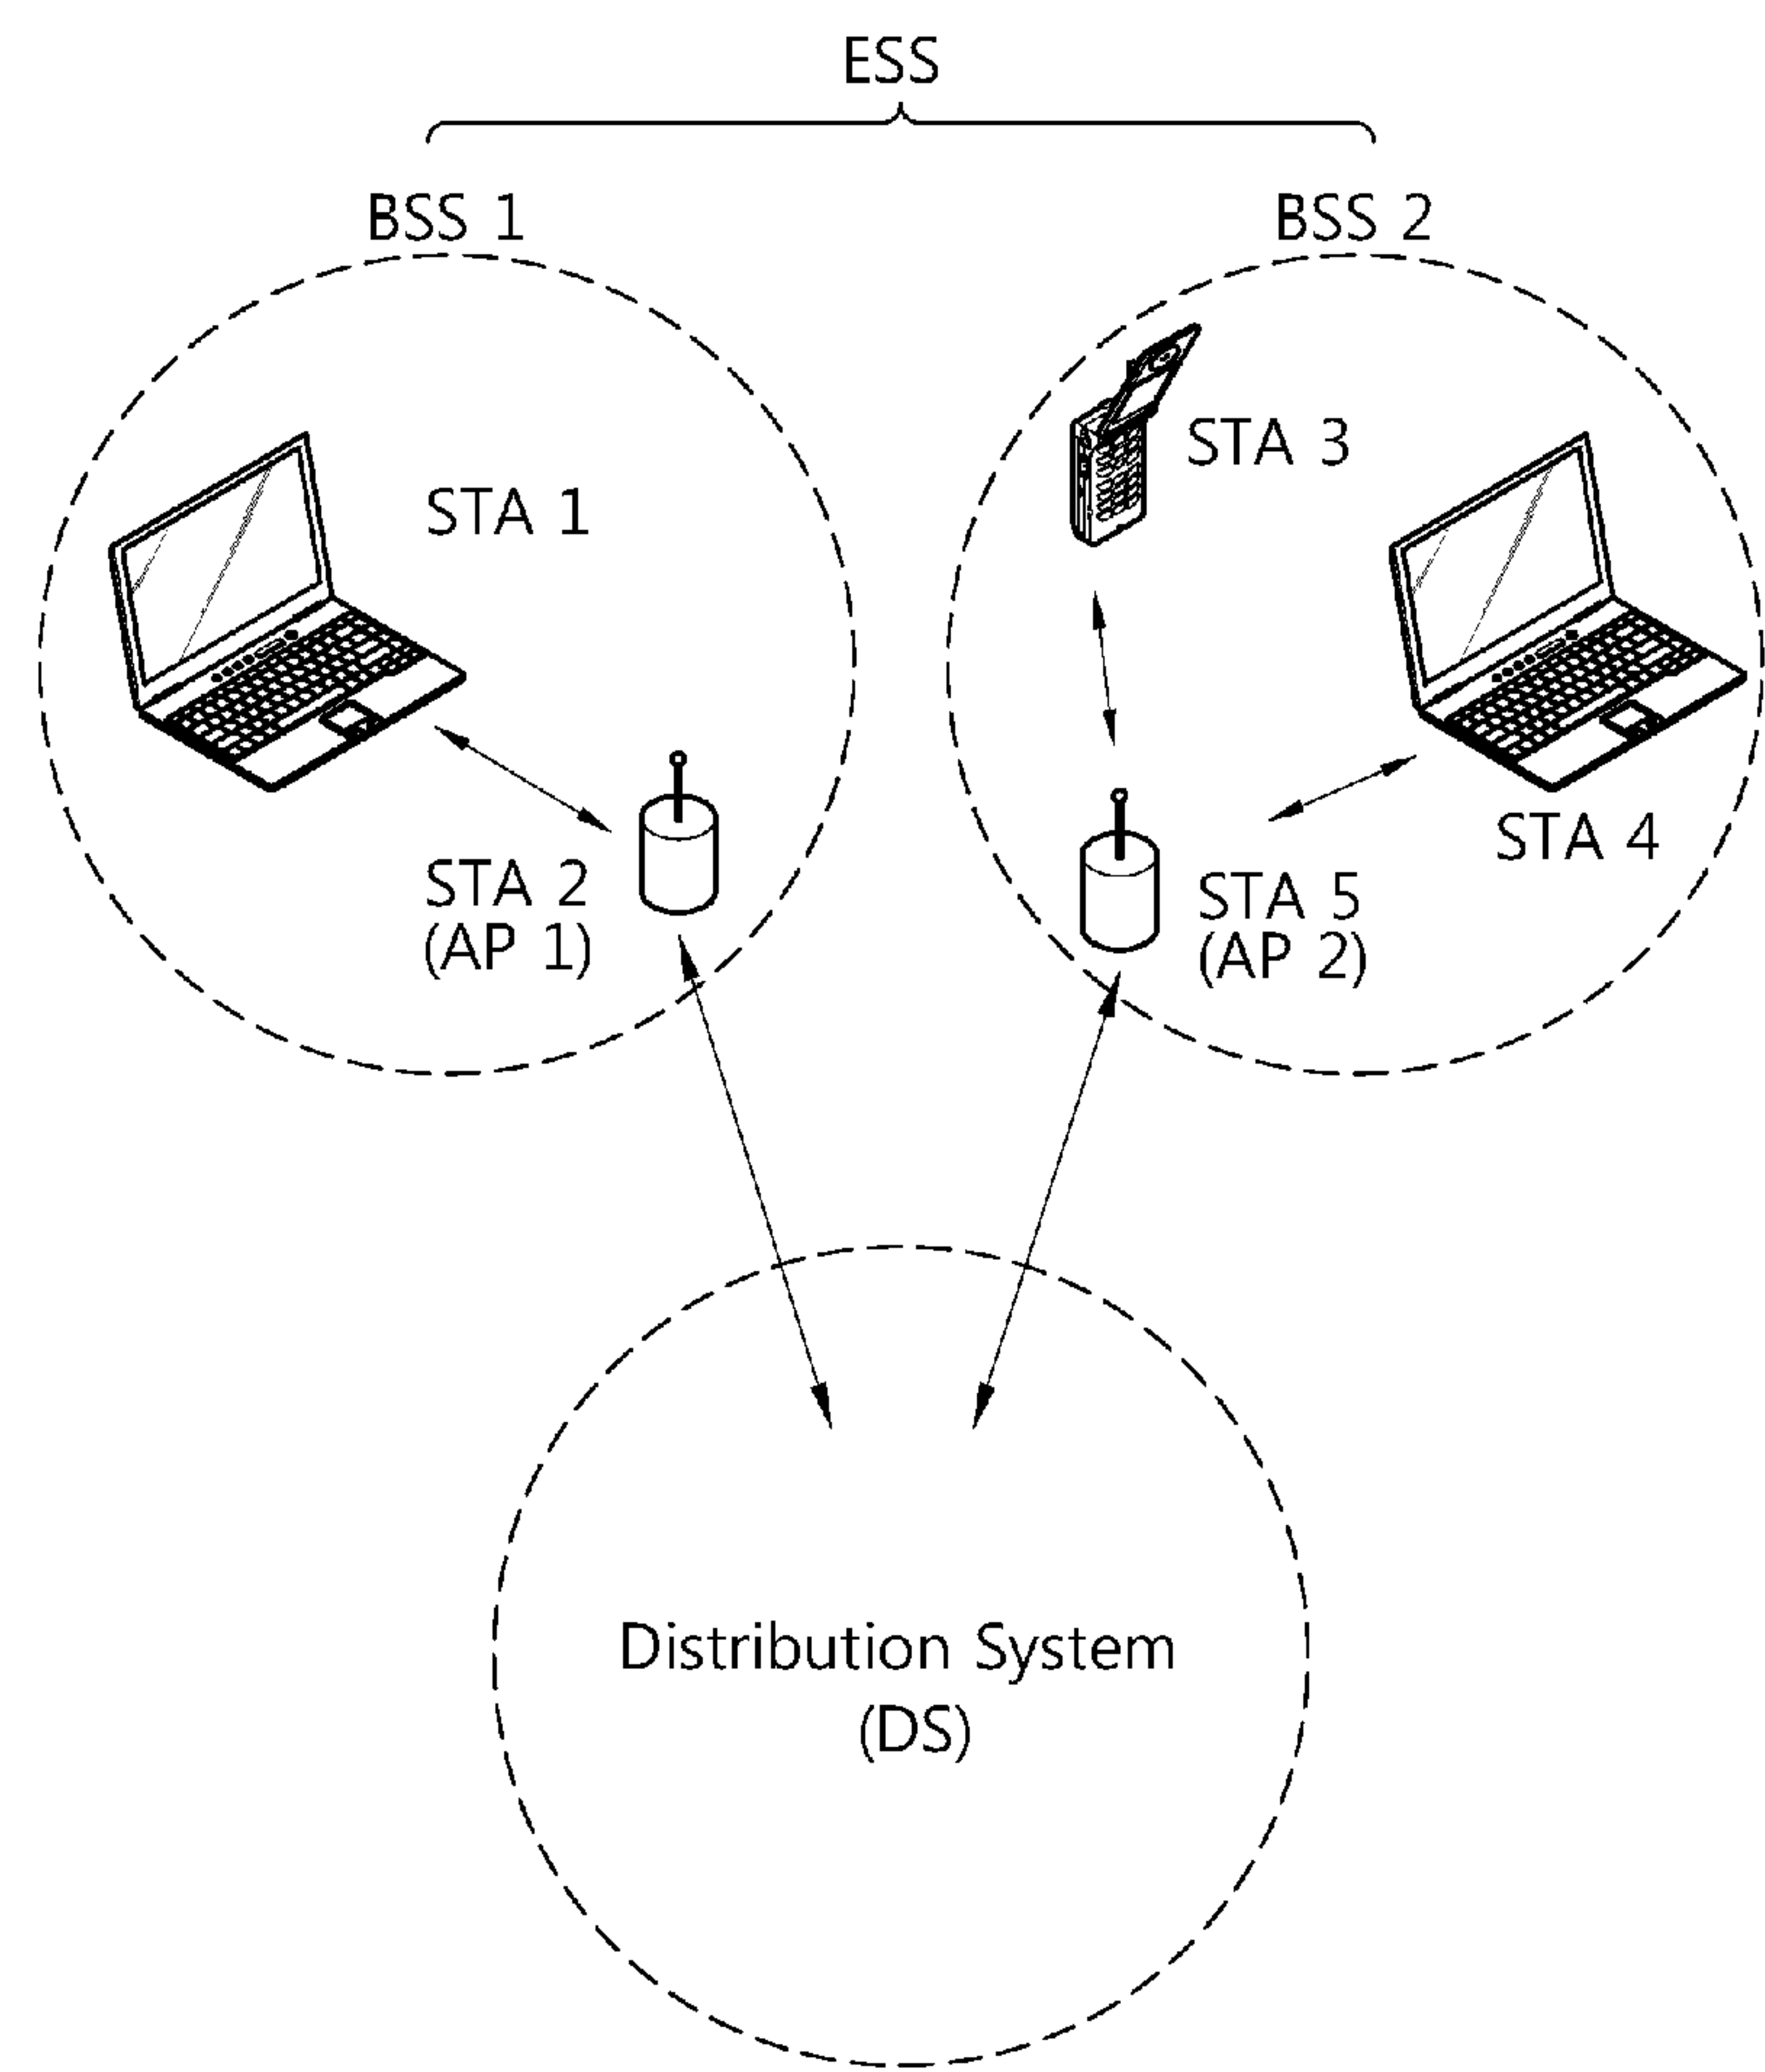 ESS
BSS 1
BSS 2
STA 1
STA 3
STA 2
(AP 1)
STA 5
(AP 2)
STA 4
Distribution System
(DS)